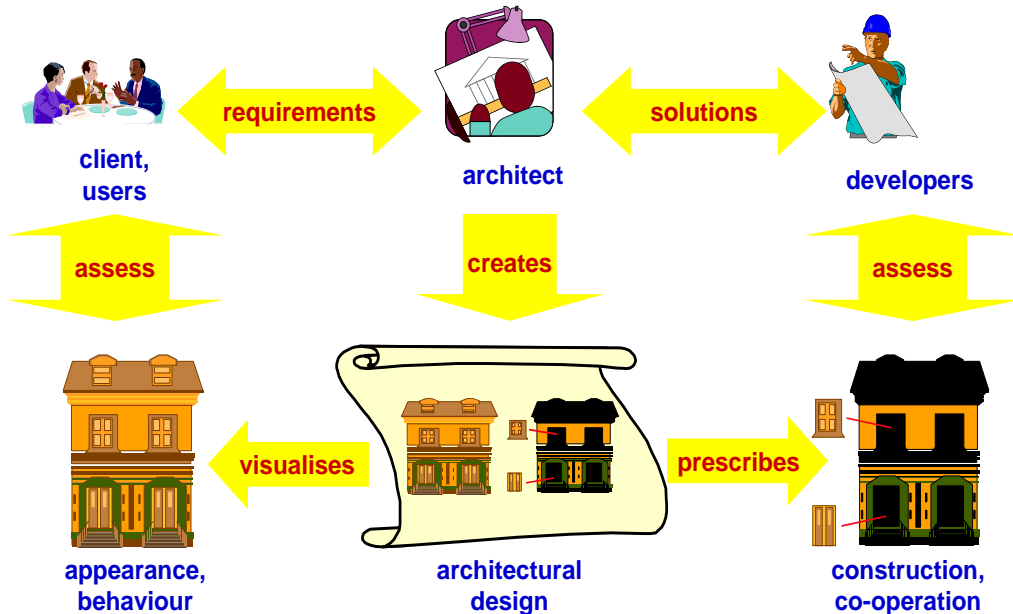 requirements
solutions
client,
users
architect
developers
assess
creates
assess
visualises
prescribes
appearance,
behaviour
architectural
design
construction,
co-operation